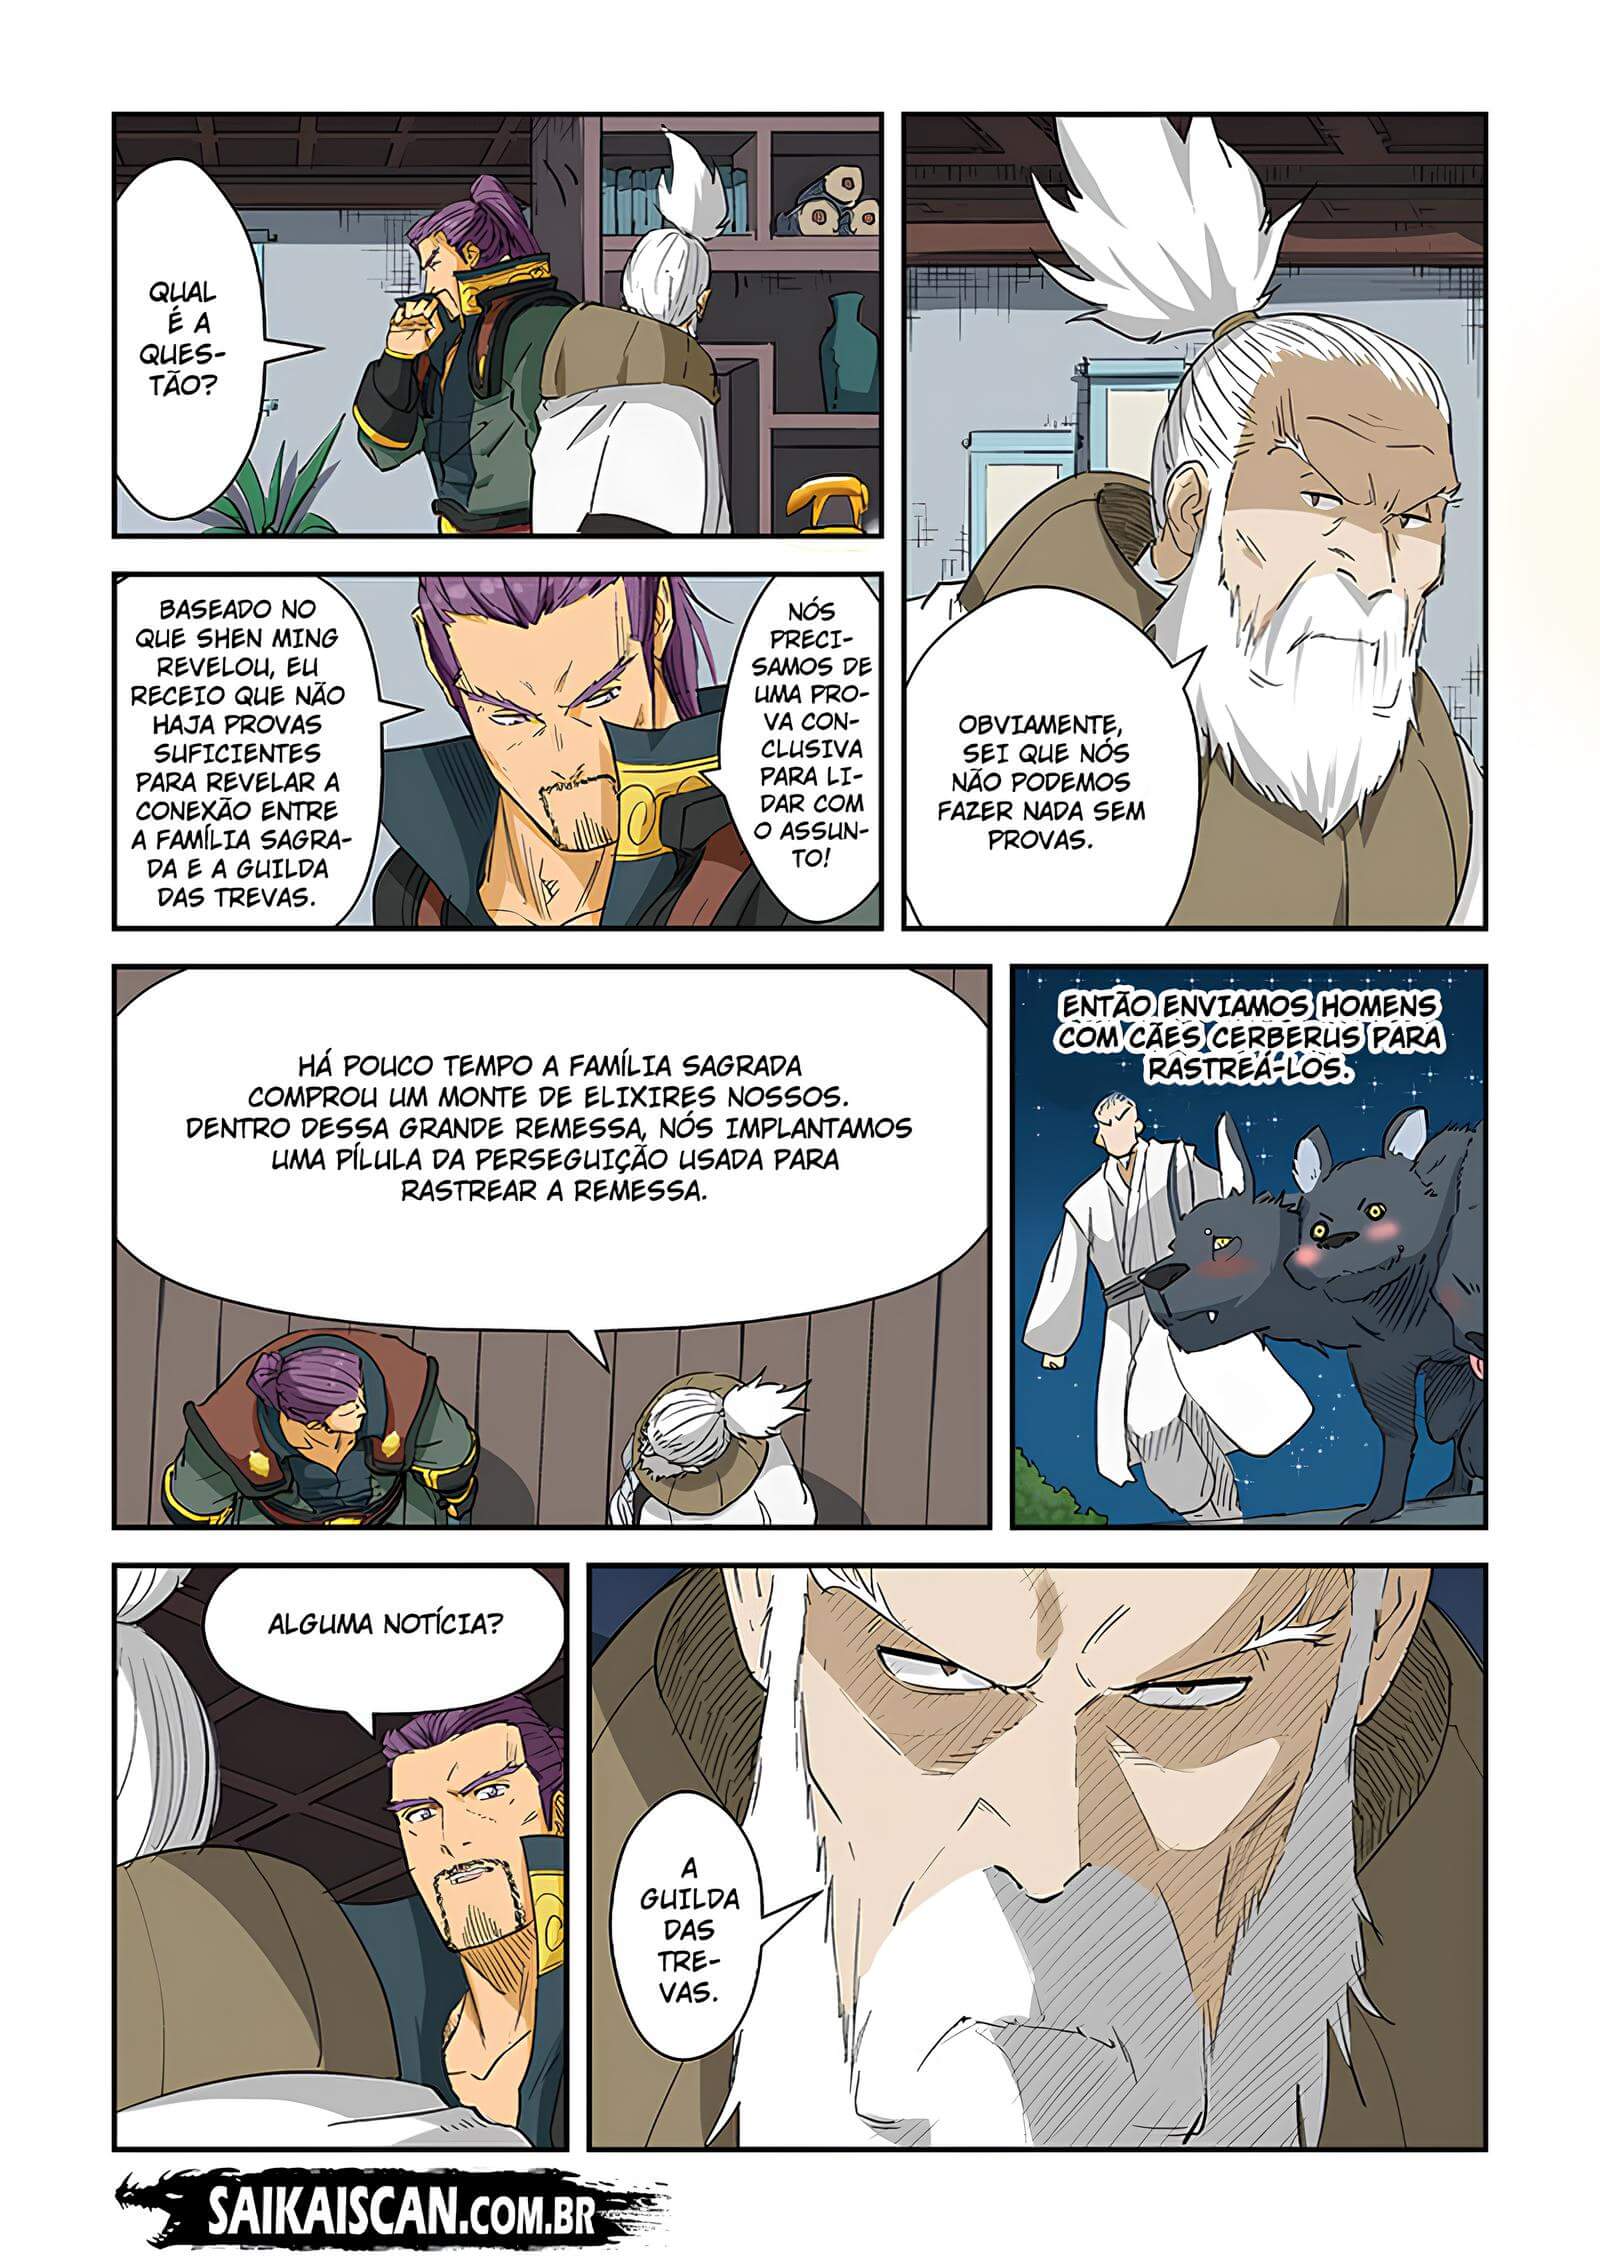 QUAL
É A
QUES-
TÃO?
BASEADO NO
QUE SHEN MING
REVELOU, EU
RECEIO QUE NÃO
HAJA PROVAS
SUFICIENTES
PARA REVELAR A
CONEXÃO ENTRE
A FAMÍLIA SAGRA-
DA E A GUILDA
DAS TREVAS.
NÓS
PRECI-
SAMOS DE
UMA PRO-
VA CON-
CLUSIVA
PARA LI-
DAR COM
O ASSUN-
TO!
OBVIAMENTE,
SEI QUE NÓS
NÃO PODEMOS
FAZER NADA SEM
PROVAS.
HÁ POUCO TEMPO A FAMÍLIA SAGRADA
COMPROU UM MONTE DE ELIXIRES NOSSOS.
DENTRO DESSA GRANDE REMESSA, NÓS IMPLANTAMOS
UMA PÍLULA DA PERSEGUIÇÃO USADA PARA
RASTREAR A REMESSA.
ENTÃO ENVIAMOS HOMENS
COM CÃES CERBERUS PARA
RASTREÁ-LOS.
ALGUMA NOTÍCIA?
A
GUILDA
DAS
TRE-
VAS.
SAIKAISCAN.COM.BR